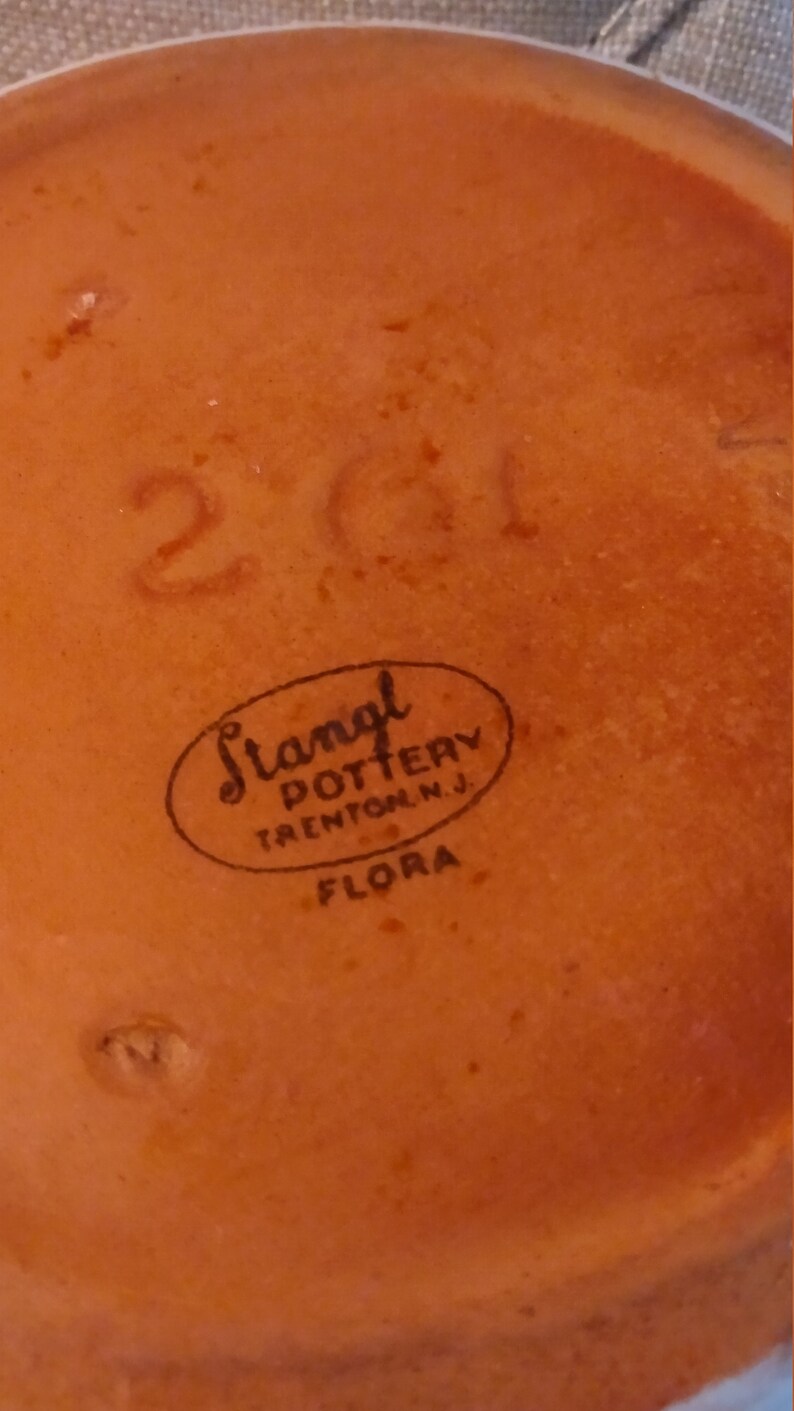 261
Stangl
POTTERY
TRENTON. N.J.
FLORA